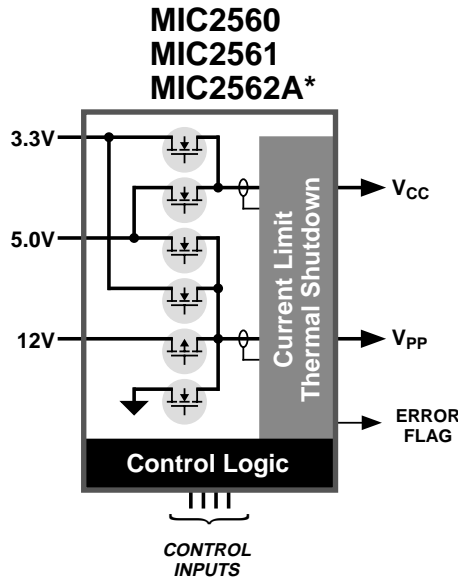 MIC2560
MIC2561
MIC2562A*
3.3V
5.0V
12V
Current Limit
Thermal Shutdown
VCC
VPP
ERROR
FLAG
Control Logic
CONTROL
INPUTS